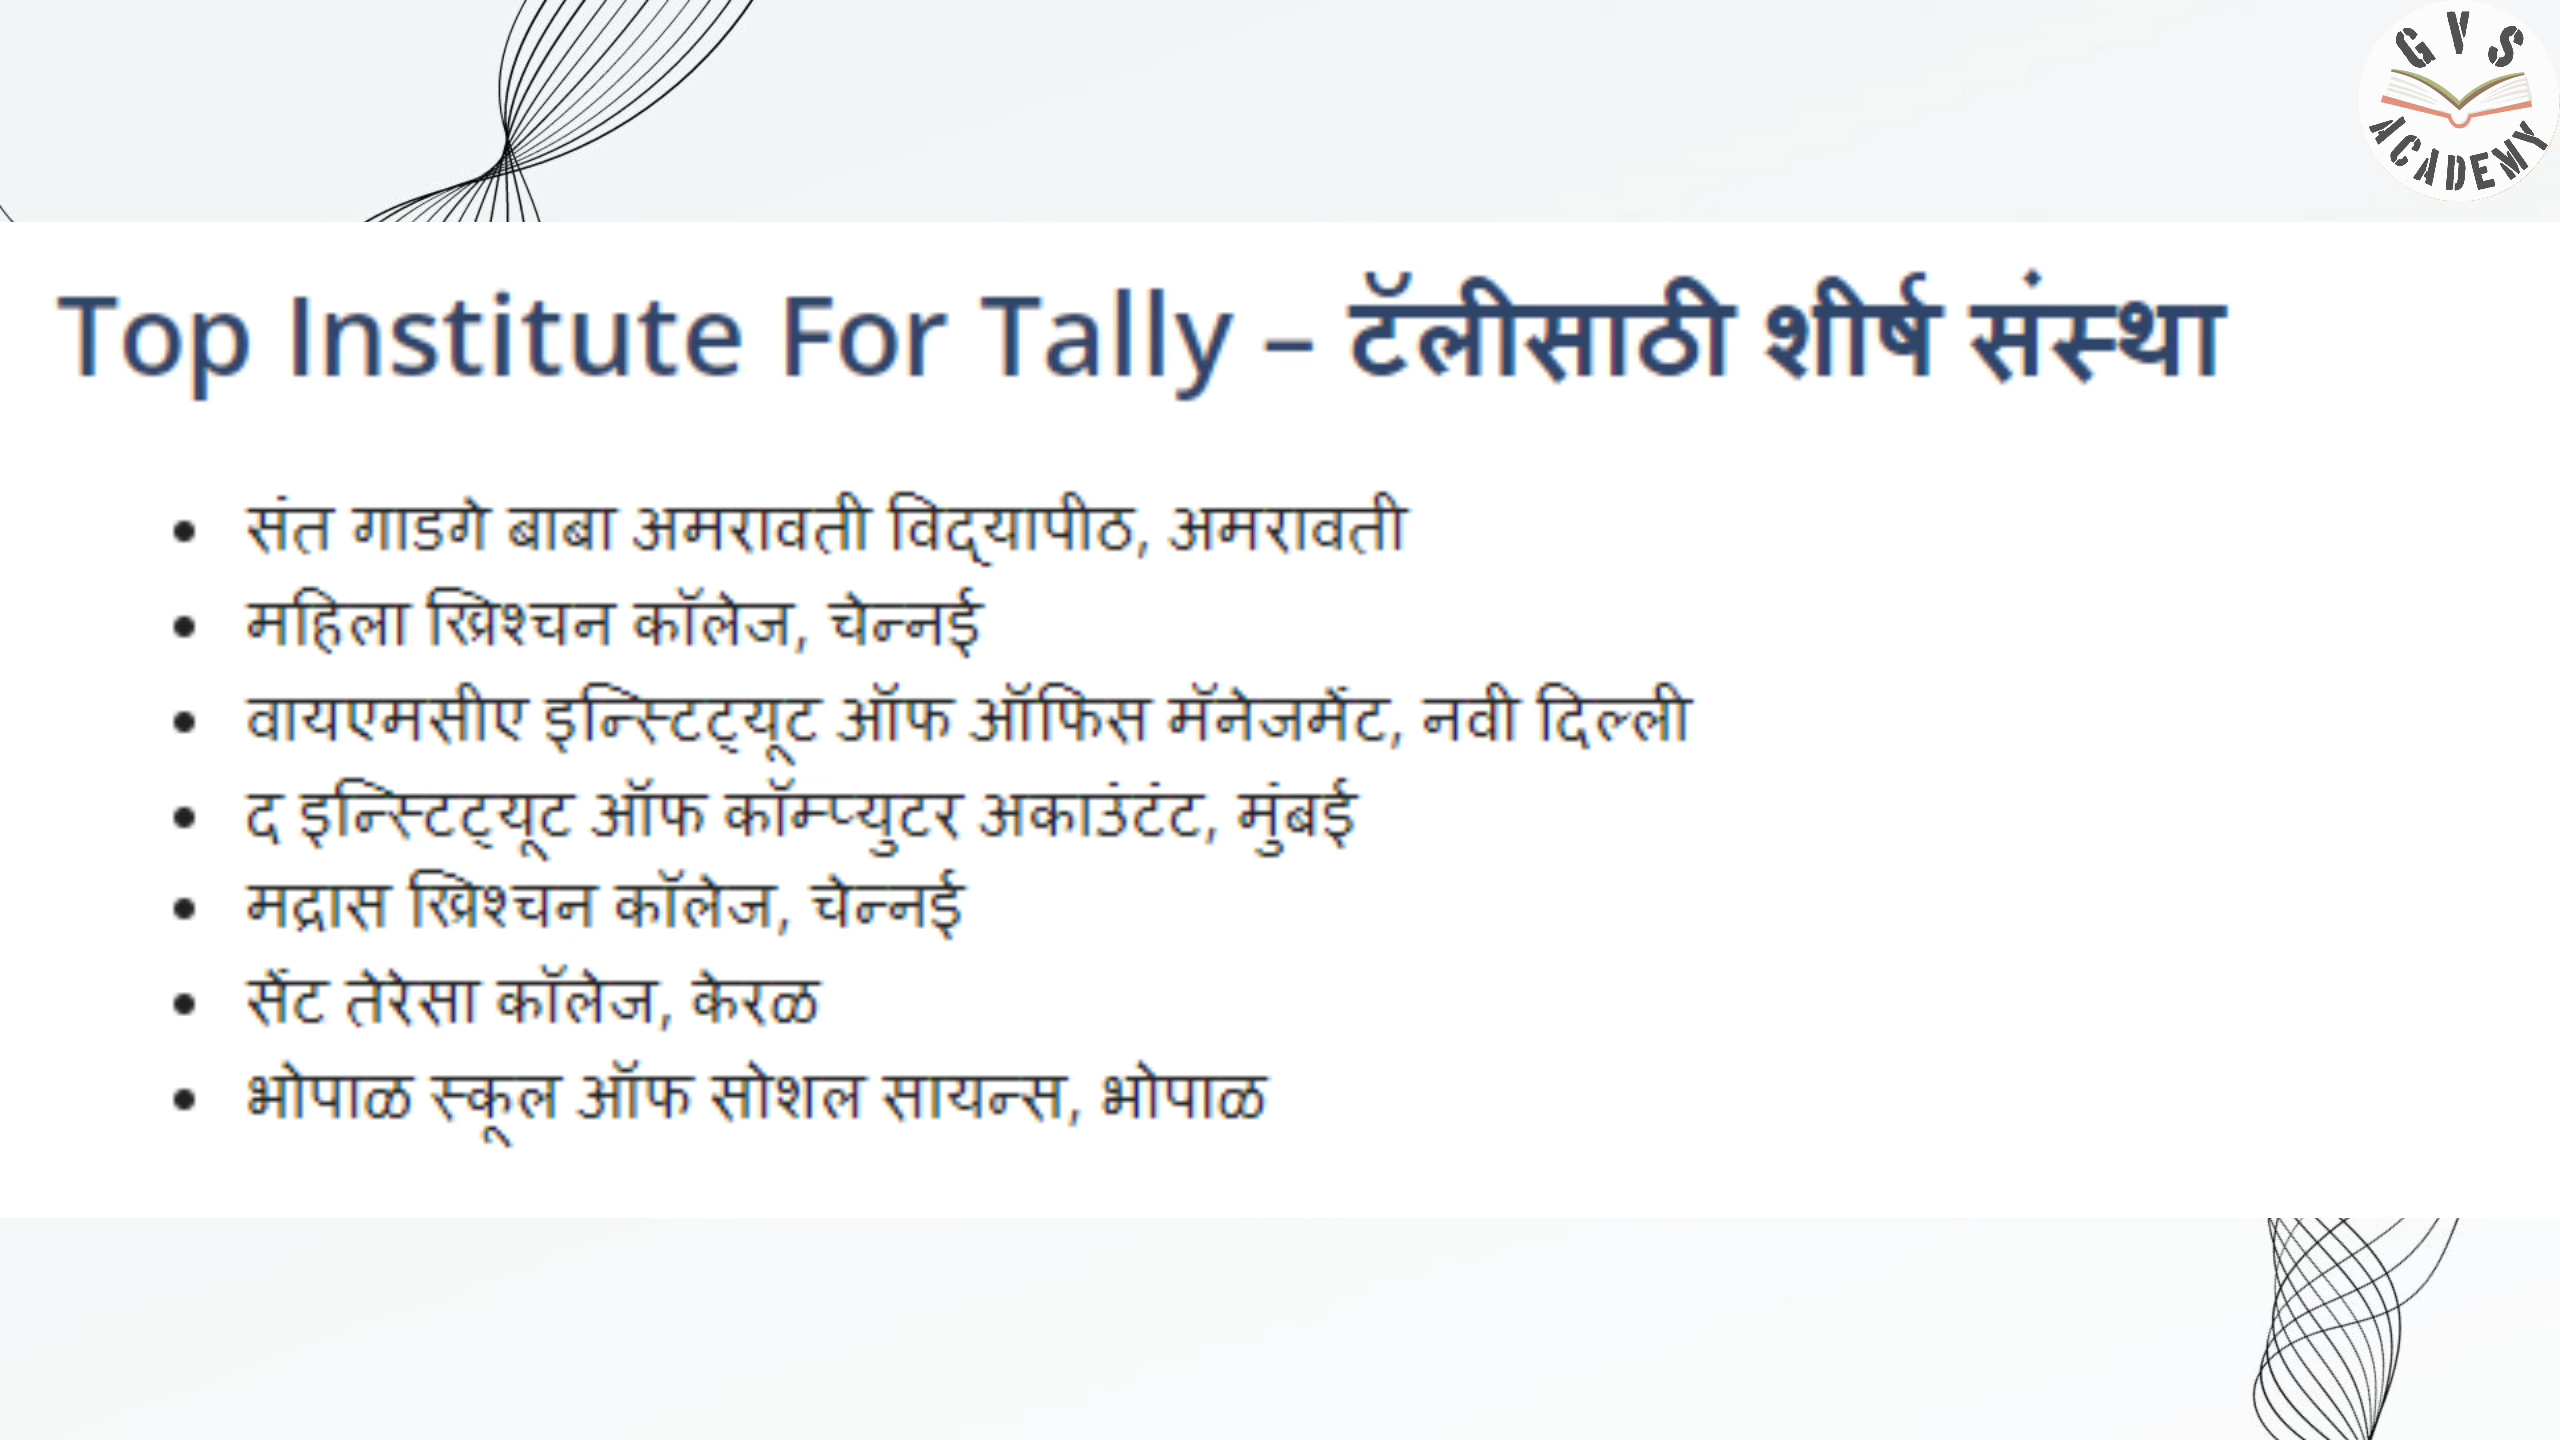 GVS
ACADEMY
Top Institute For Tally – टॅलीसाठी शीर्ष संस्था
• संत गाडगे बाबा अमरावती विद्यापीठ, अमरावती
• महिला ख्रिश्चन कॉलेज, चेन्नई
• वायएमसीए इन्स्टिट्यूट ऑफ ऑफिस मॅनेजमेंट, नवी दिल्ली
• द इन्स्टिट्यूट ऑफ कॉम्प्युटर अकाउंटंट, मुंबई
• मद्रास ख्रिश्चन कॉलेज, चेन्नई
• सेंट तेरेसा कॉलेज, केरळ
• भोपाळ स्कूल ऑफ सोशल सायन्स, भोपाळ